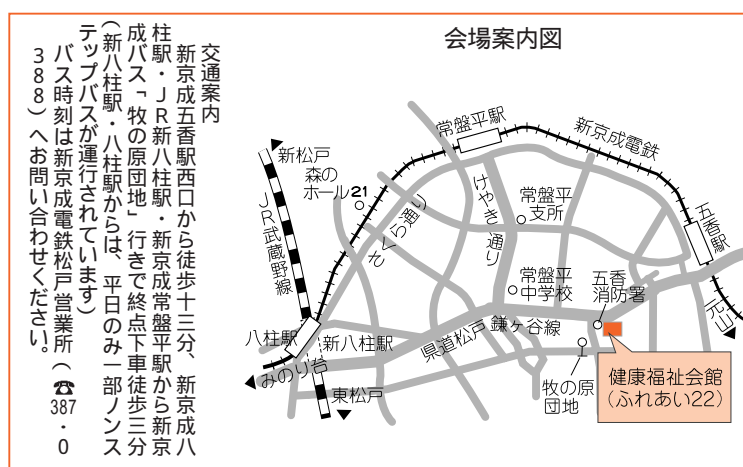 会場案内図
交通案内
新京成五香駅西口から徒歩十三分、新京成八
柱駅・JR新八柱駅・新京成常盤平駅から新京
成バス「牧の原団地」行きで終点下車徒歩三分
(新八柱駅・八柱駅からは、平日のみ一部ノンス
テップバスが運行されています)
バス時刻は新京成電鉄松戸営業所(☎387・0
388)へお問い合わせください。
新松戸
森の
ホール21
JR武蔵野線
さくら通り
常盤平駅
新京成電鉄
けやき通り
常盤平
支所
五香駅
常盤平
中学校
五香
消防署
元山
八柱駅
新八柱駅
県道松戸鎌ヶ谷線
みのり台
東松戸
牧の原
団地
健康福祉会館
(ふれあい22)